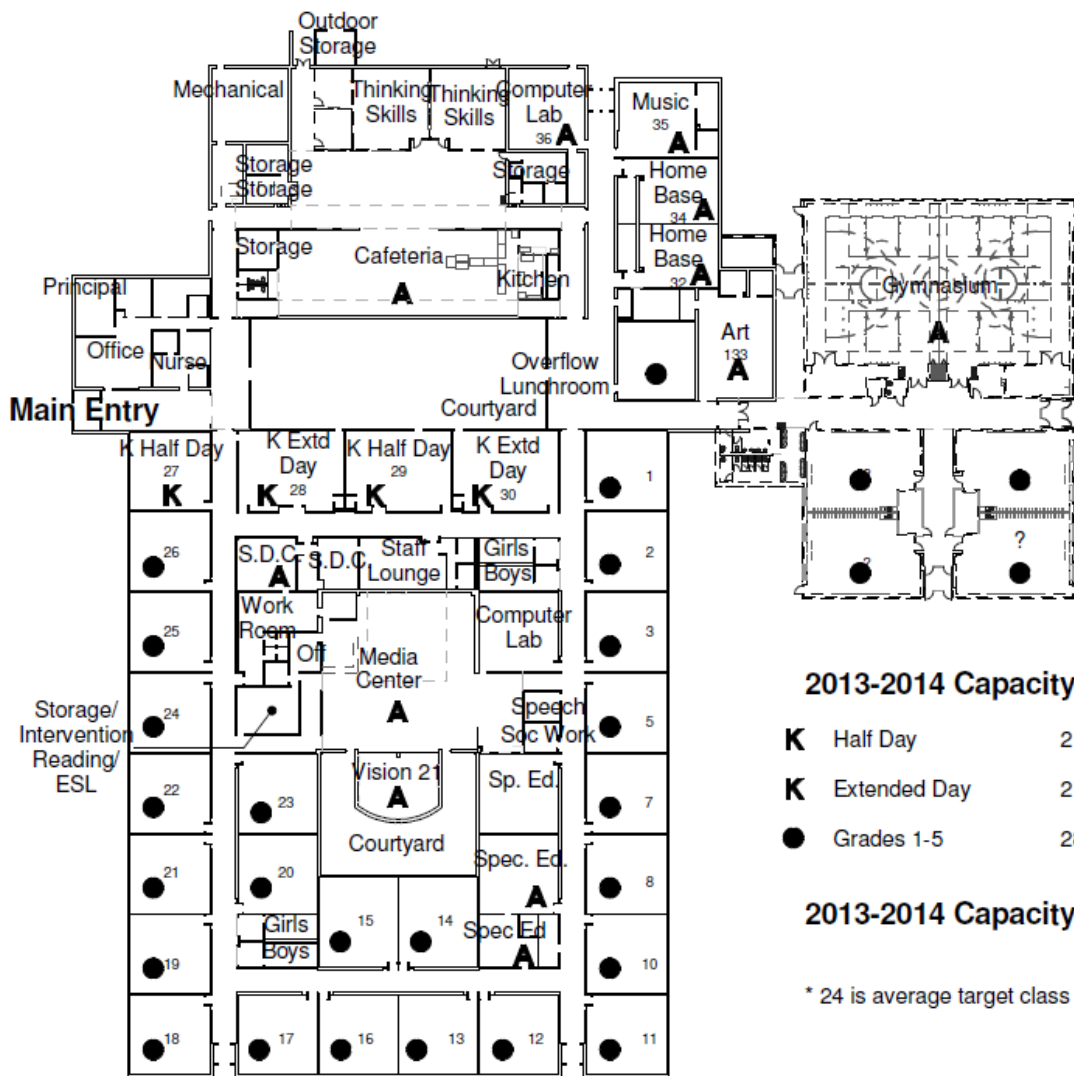 Outdoor
Storage
Mechanical
Thinking
Skills
Thinking
Skills
Computer
Lab
36
A
Music
35
A
Storage
Storage
Storage
Home
Base
34
A
Home
Base
32
A
Storage
Cafeteria
A
Kitchen
Principal
Office
Nurse
Gymnasium
A
Art
133
A
Overflow
Lunchroom
Courtyard
Main Entry
K Half Day
27
K
K Extd
Day
28
K
K Half Day
29
K
K Extd
Day
30
K
1
26
S.D.C.
A
S.D.C.
Staff
Lounge
Girls
Boys
2
?
25
Work
Room
Off
Media
Center
A
Computer
Lab
3
24
Storage/
Intervention
Reading/
ESL
Speech
Soc Work
5
22
23
Vision 21
A
Sp. Ed.
7
Courtyard
21
20
Spec. Ed.
A
8
Girls
Boys
15
14
Spec Ed
A
19
10
18
17
16
13
12
11
2013-2014 Capacity
K Half Day 2
K Extended Day 2
Grades 1-5
2013-2014 Capacity
* 24 is average target class